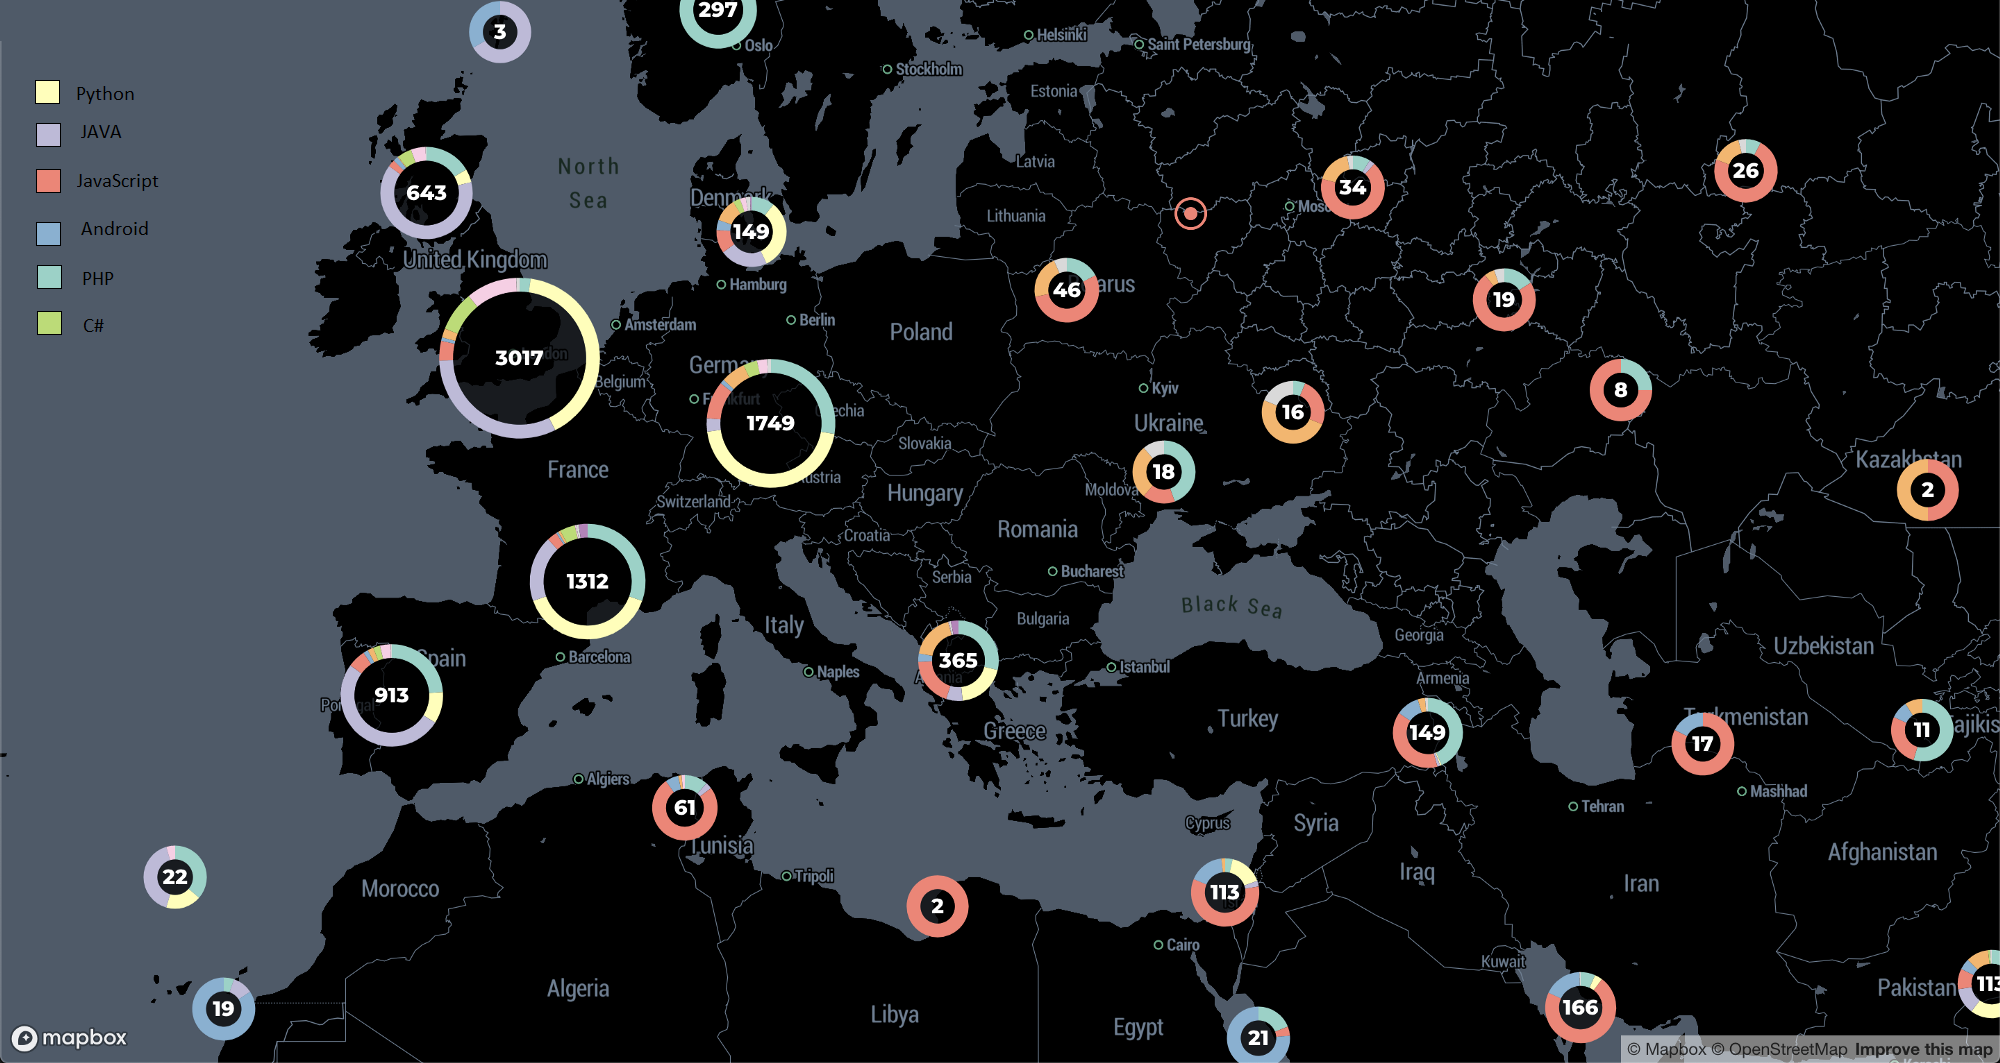 297
3
Oslo
Helsinki
Saint Petersburg
Stockholm
Python
Estonia
JAVA
North
Sea
Latvia
26
JavaScript
643
Denmark
34
Mosc
Lithuania
Android
149
United Kingdom
PHP
Hamburg
46
arus
19
C#
Amsterdam
Berlin
Poland
3017
Belgium
Germany
Frankfurt
1749
Czechia
Kyiv
8
16
Ukraine
France
Slovakia
Kazakhstan
Austria
18
2
Switzerland
Hungary
Moldova
Romania
Croatia
1312
Serbia
Bucharest
Black Sea
Italy
Bulgaria
Georgia
Uzbekistan
Spain
Barcelona
365
Albania
Istanbul
Naples
Armenia
913
Portugal
Turkey
Greece
149
Turkmenistan
17
11
Tajikis
Algiers
Mashhad
61
Tehran
Tunisia
Cyprus
Syria
Afghanistan
22
Morocco
Tripoli
Iraq
Iran
113
2
Cairo
Kuwait
Algeria
Pakistan
113
19
Libya
166
Egypt
21
mapbox
© Mapbox © OpenStreetMap Improve this map